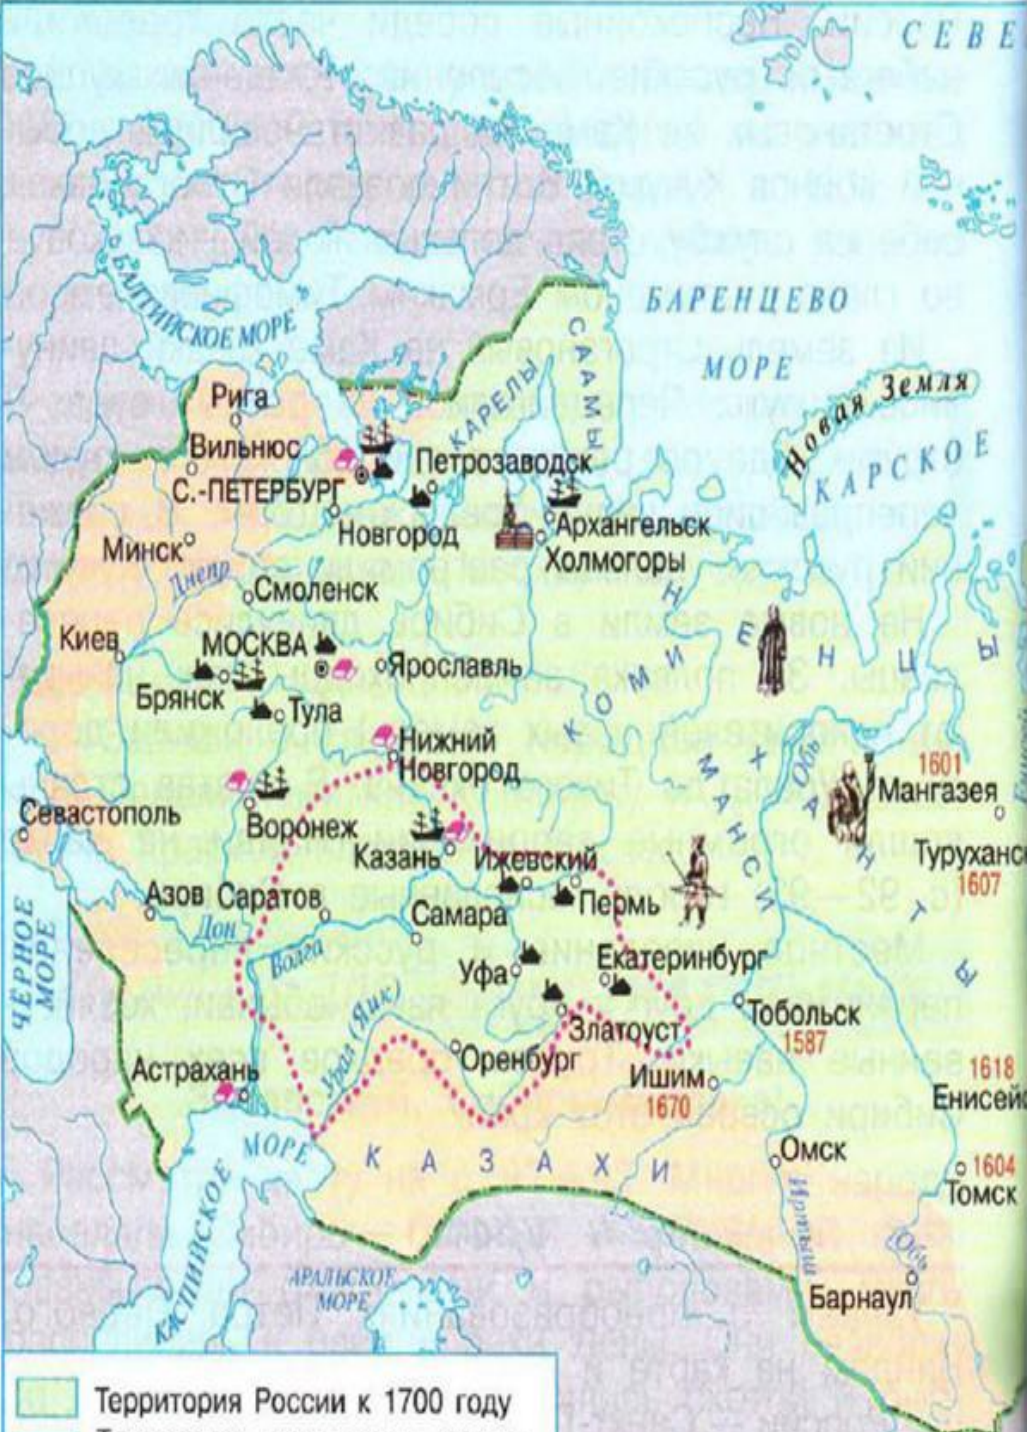 СЕВЕ
БАЛТИЙСКОЕ МОРЕ
БАРЕНЦЕВО
МОРЕ
СААМЫ
КАРЕЛЫ
Новая Земля
КАРСКОЕ
Рига
Вильнюс
С.-ПЕТЕРБУРГ
Петрозаводск
Новгород
Архангельск
Холмогоры
Минск
Днепр
Смоленск
НЕНЦЫ
Киев
МОСКВА
Ярославль
КОМИ
Брянск
Тула
Нижний
Новгород
ХАНТЫ
МАНСИ
Обь
1601
Мангазея
Севастополь
Воронеж
Казань
Ижевский
Туруханс
1607
Азов
Саратов
Пермь
Дон
Самара
Волга
Уфа
Екатеринбург
ЧЁРНОЕ
МОРЕ
Тобольск
1587
Златоуст
Урал (Яик)
Оренбург
Астрахань
Ишим
1670
1618
Енисейс
КАСПИЙСКОЕ МОРЕ
КАЗАХИ
Омск
1604
Томск
Иртыш
Обь
АРАЛЬСКОЕ
МОРЕ
Барнаул
Территория России к 1700 году